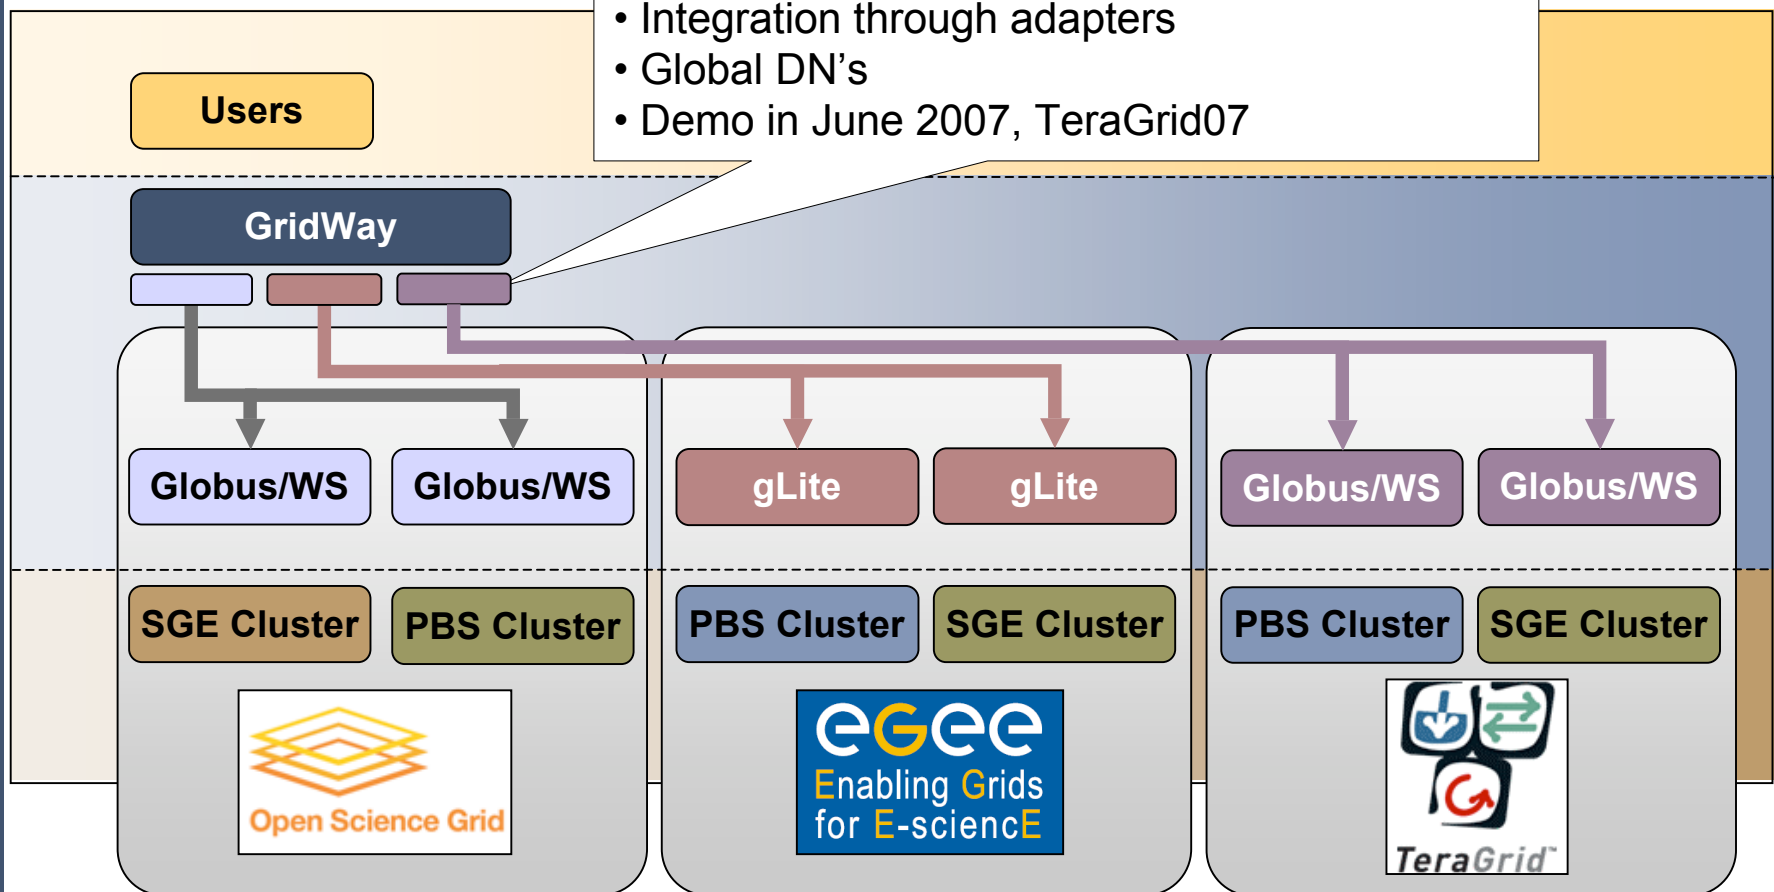 • Integration through adapters
• Global DN's
• Demo in June 2007, TeraGrid07
Users
GridWay
Globus/WS
Globus/WS
gLite
gLite
Globus/WS
Globus/WS
SGE Cluster
PBS Cluster
PBS Cluster
SGE Cluster
PBS Cluster
SGE Cluster
Open Science Grid
eGee
Enabling Grids
for E-sciencE
TeraGrid™